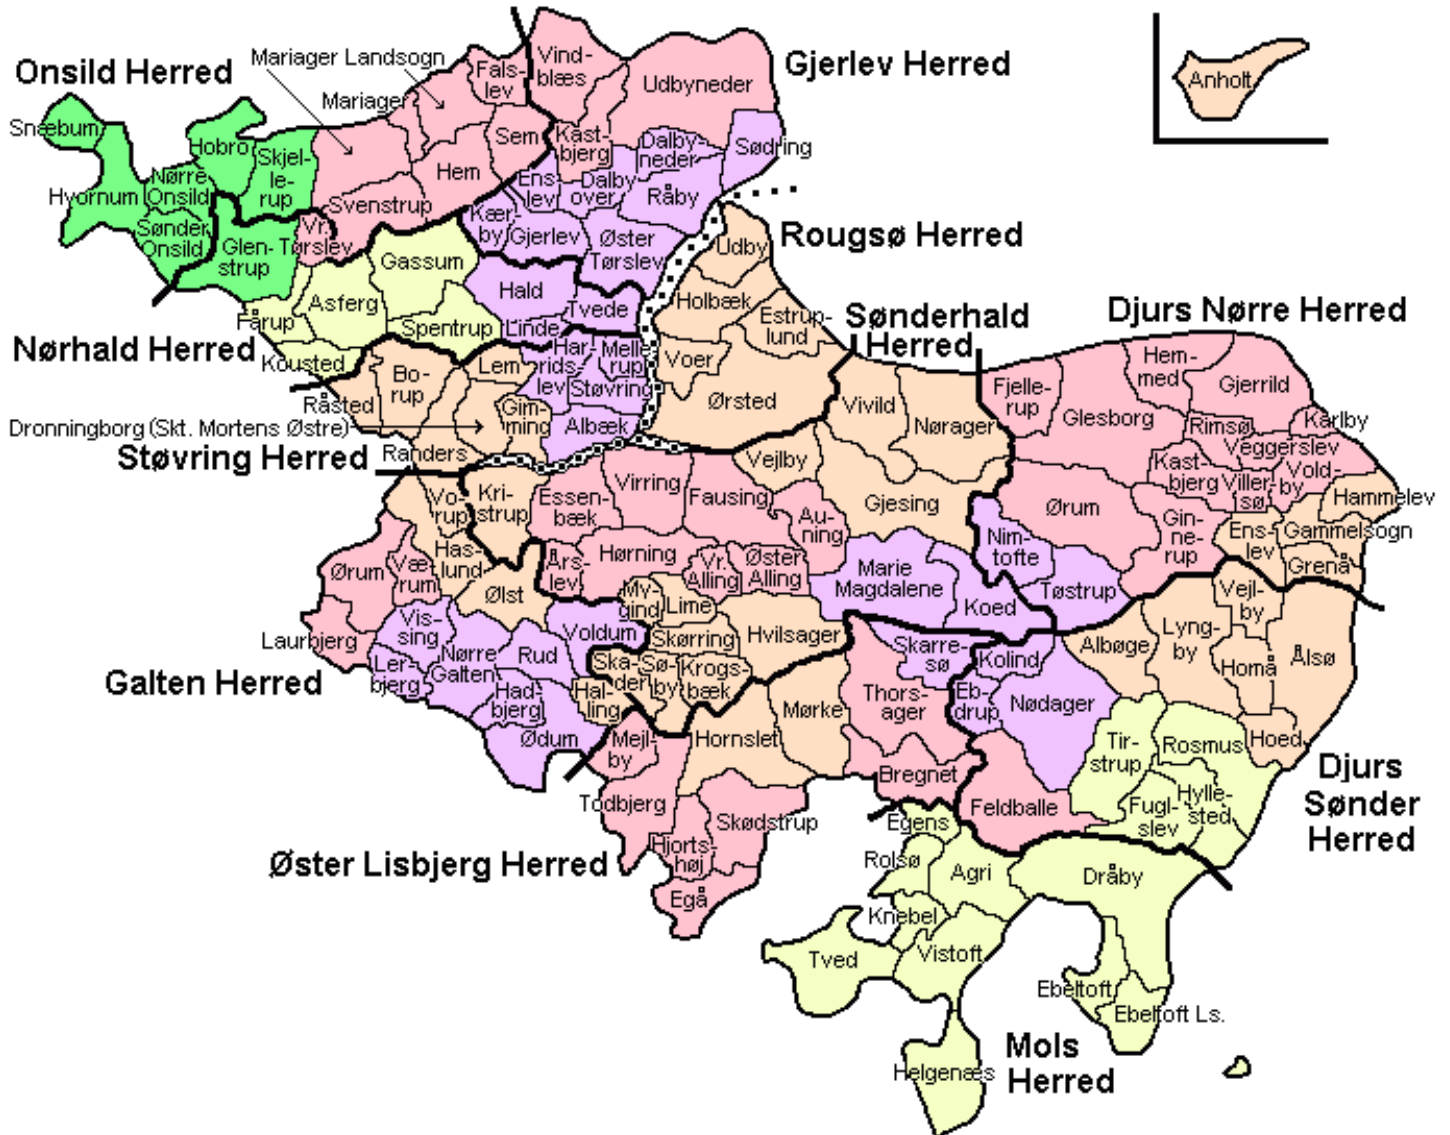 Onsild Herred
Mariager Landsogn
Mariager
Fals-
lev
Vind-
blæs
Udbyneder
Gjerlev Herred
Anholt
Snæbum
Hobro
Skjel-
le-
rup
Hvornum
Nørre
Onsild
Sønder
Onsild
Glen-
strup
Vr.
Tørslev
Svenstrup
Hem
Sem
Kast-
bjerg
Dalby-
neder
Sødring
Ens-
lev
Dalby
over
Råby
Kær-
by
Gjerlev
Øster
Tørslev
Rougsø Herred
Udby
Gassum
Asferg
Fårup
Spentrup
Kousted
Hald
Tvede
Linde
Holbæk
Estrup-
lund
Voer
Ørsted
Sønderhald
Herred
Djurs Nørre Herred
Nørhald Herred
Råsted
Bo-
rup
Lem
Har-
rids-
lev
Melle-
rup
Støvring
Albæk
Gim-
ming
Dronningborg (Skt. Mortens Østre)
Randers
Støvring Herred
Vivild
Nørager
Fjelle-
rup
Glesborg
Hem-
med
Gjerrild
Rimsø
Karlby
Veggerslev
Kast-
bjerg
Viller-
sø
Vold-
by
Hammelev
Vejlby
Gjesing
Ørum
Gin-
ne-
rup
Ens-
lev
Gammelsogn
Grenå
Vo-
rup
Kri-
strup
Essen-
bæk
Virring
Fausing
Au-
ning
Nim-
tofte
Tøstrup
Has-
lund
Ørum
Væ-
rum
Års-
lev
Hørning
Vr.
Alling
Øster
Alling
Marie
Magdalene
Koed
Ølst
My-
gind
Lime
Laurbjerg
Vis-
sing
Ler-
bjerg
Nørre
Galten
Rud
Voldum
Skørring
Hvilsager
Skarre-
sø
Kolind
Albøge
Lyng-
by
Vejl-
by
Homå
Ålsø
Galten Herred
Had-
bjerg
Ødum
Hal-
ling
Ska-
der
Sø-
by
Krogs-
bæk
Mørke
Thors-
ager
Eb-
drup
Nødager
Hoed
Mejl-
by
Hornslet
Bregnet
Feldballe
Tir-
strup
Rosmus
Fugl-
slev
Hylle-
sted
Djurs
Sønder
Herred
Todbjerg
Hjorts-
høj
Skødstrup
Egå
Øster Lisbjerg Herred
Egens
Rolsø
Agri
Dråby
Knebel
Tved
Vistoft
Ebeltoft
Ebeltoft Ls.
Helgenæs
Mols
Herred